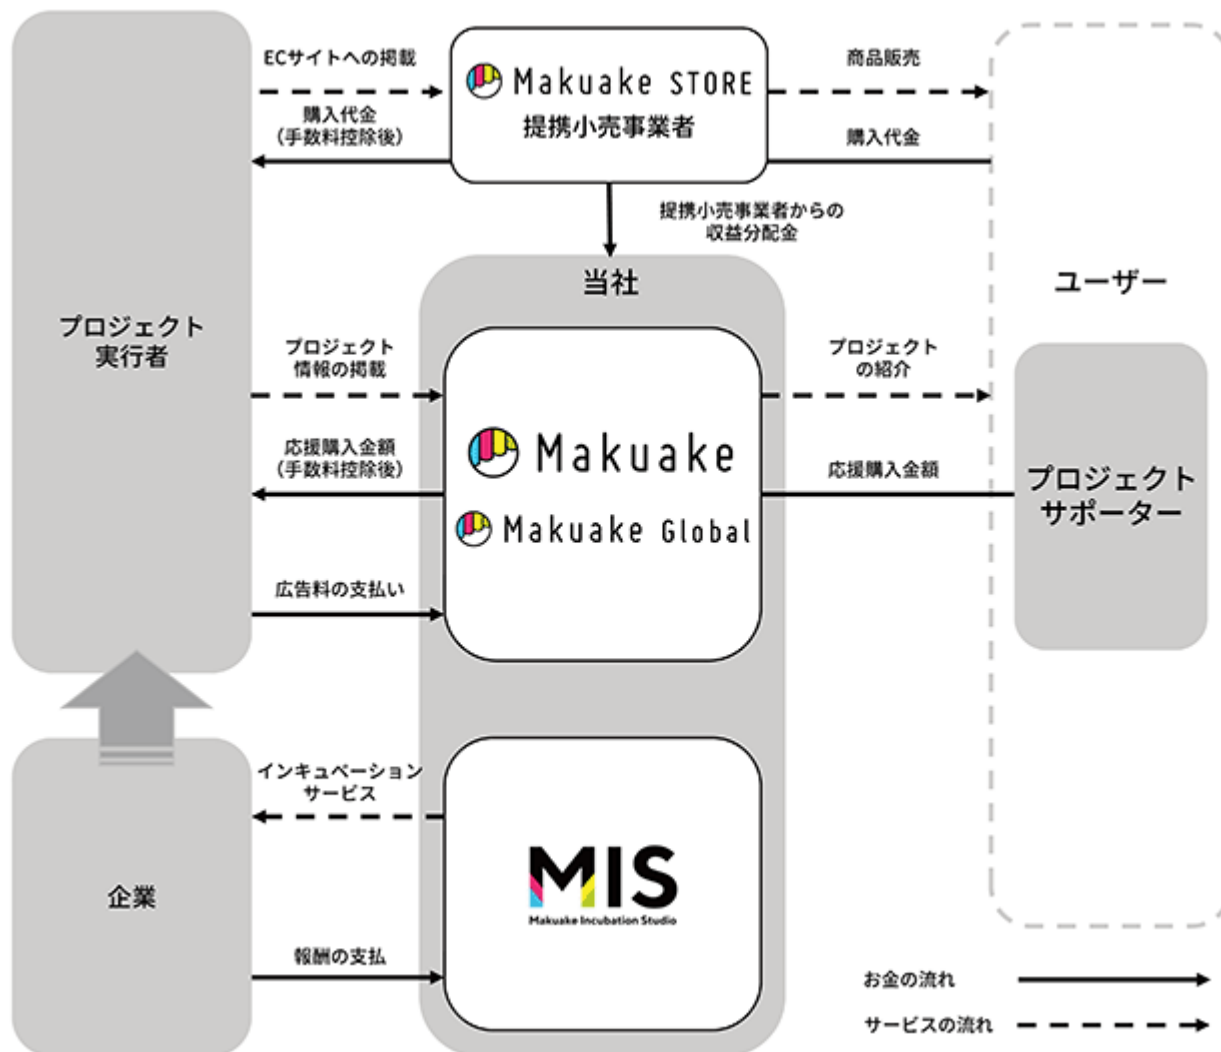 ECサイトへの掲載
Makuake STORE
提携小売事業者
商品販売
購入代金
（手数料控除後）
購入代金
提携小売事業者からの
収益分配金
当社
ユーザー
プロジェクト
実行者
プロジェクト
情報の掲載
プロジェクト
の紹介
応援購入金額
（手数料控除後）
Makuake
Makuake Global
応援購入金額
プロジェクト
サポーター
広告料の支払い
インキュベーション
サービス
企業
MIS
Makuake Incubation Studio
報酬の支払
お金の流れ
サービスの流れ